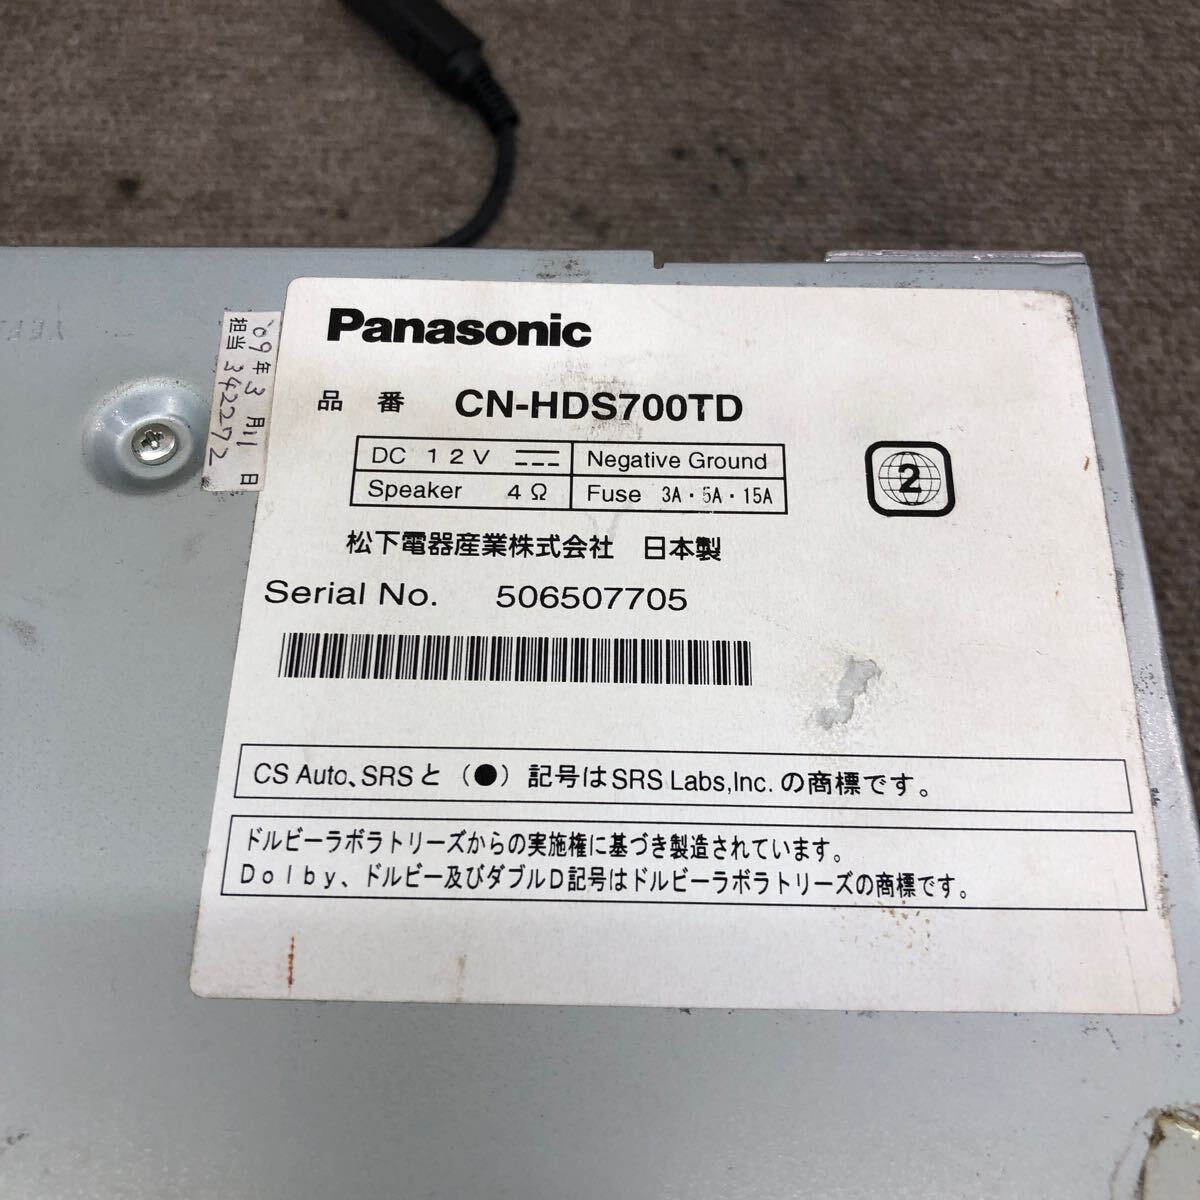 Panasonic
品 番 CN-HDS700TD
DC 12V Negative Ground
Speaker 4Ω Fuse 3A・5A・15A
2
松下電器産業株式会社 日本製
Serial No. 506507705
CS Auto、SRSと（●）記号はSRS Labs,Inc.の商標です。
ドルビーラボラトリーズからの実施権に基づき製造されています。
Dolby、ドルビー及びダブルD記号はドルビーラボラトリーズの商標です。
'09年3月11日
担当 342272